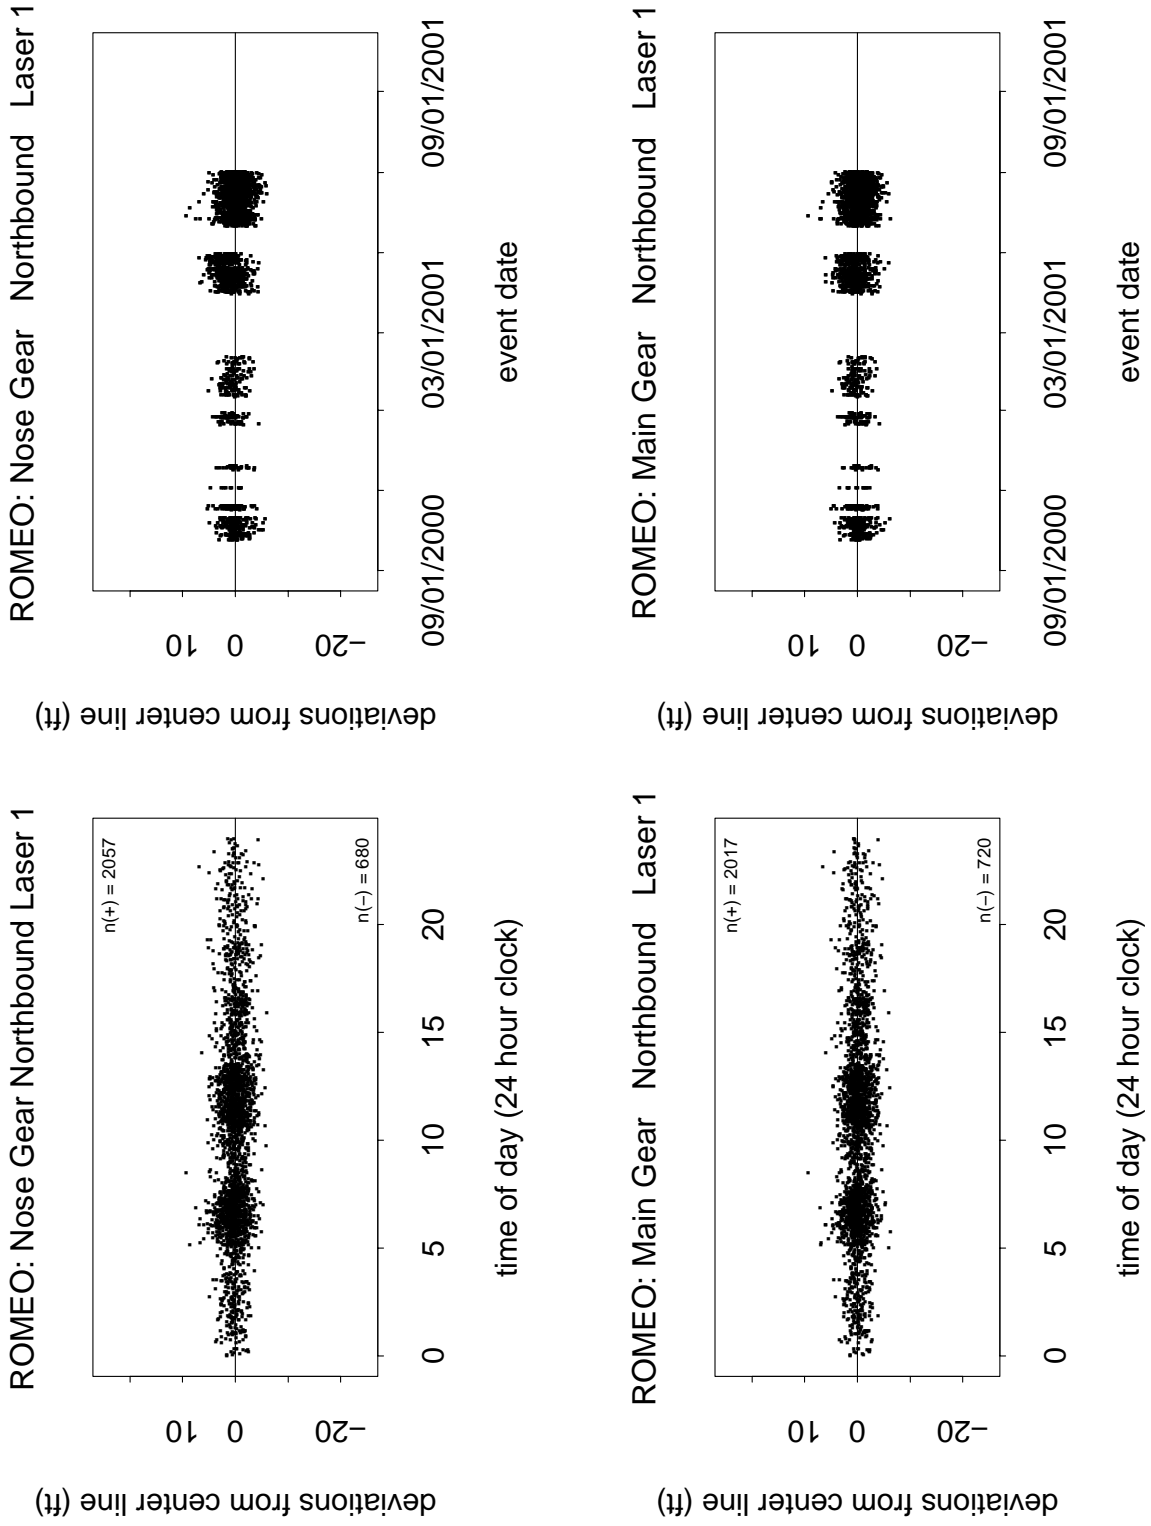 ROMEO: Nose Gear Northbound Laser 1
n(+) = 2057
n(−) = 680
10
0
−20
deviations from center line (ft)
0
5
10
15
20
time of day (24 hour clock)
ROMEO: Nose Gear Northbound Laser 1
10
0
−20
deviations from center line (ft)
09/01/2000
03/01/2001
09/01/2001
event date
ROMEO: Main Gear Northbound Laser 1
n(+) = 2017
n(−) = 720
10
0
−20
deviations from center line (ft)
0
5
10
15
20
time of day (24 hour clock)
ROMEO: Main Gear Northbound Laser 1
10
0
−20
deviations from center line (ft)
09/01/2000
03/01/2001
09/01/2001
event date